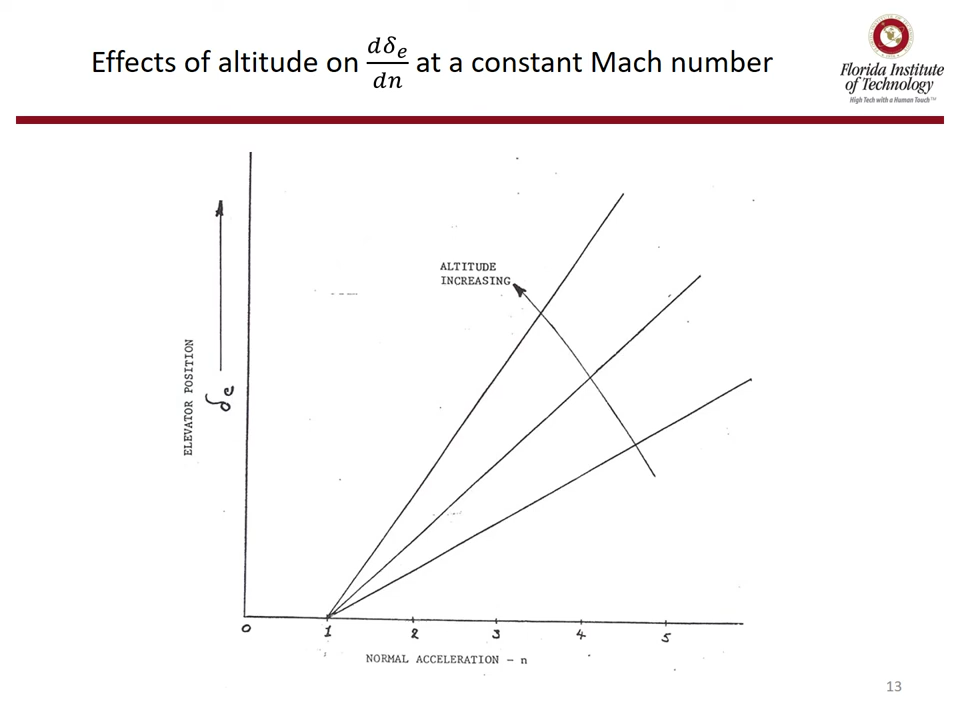 Effects of altitude on dδₑ/dn at a constant Mach number
Florida Institute
of Technology
High Tech with a Human Touch™
ALTITUDE
INCREASING
ELEVATOR POSITION
δe
0 1 2 3 4 5
NORMAL ACCELERATION - n
13